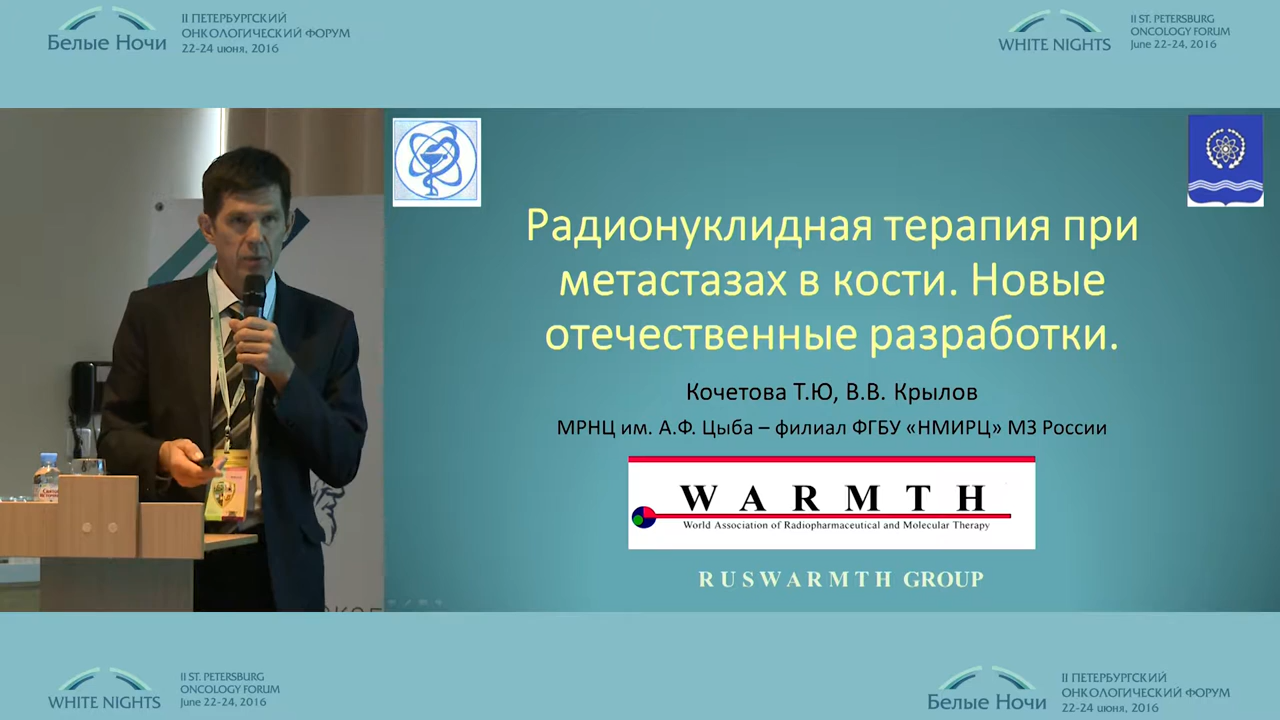 Белые Ночи
II ПЕТЕРБУРГСКИЙ
ОНКОЛОГИЧЕСКИЙ ФОРУМ
22-24 июня, 2016
WHITE NIGHTS
II ST. PETERSBURG
ONCOLOGY FORUM
June 22-24, 2016
Радионуклидная терапия при
метастазах в кости. Новые
отечественные разработки.
Кочетова Т.Ю, В.В. Крылов
МРНЦ им. А.Ф. Цыба – филиал ФГБУ «НМИРЦ» МЗ России
WARMTH
World Association of Radiopharmaceutical and Molecular Therapy
RUSWARMTH GROUP
WHITE NIGHTS
II ST. PETERSBURG
ONCOLOGY FORUM
June 22-24, 2016
Белые Ночи
II ПЕТЕРБУРГСКИЙ
ОНКОЛОГИЧЕСКИЙ ФОРУМ
22-24 июня, 2016